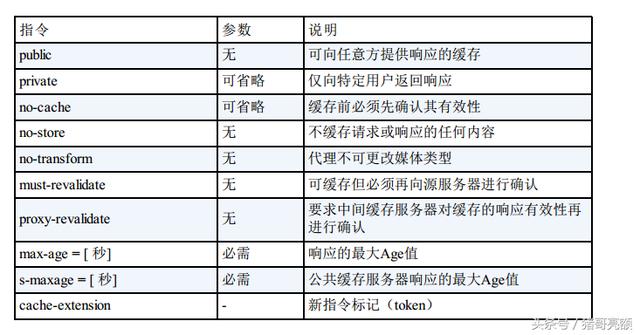 指令 参数 说明
public 无 可向任意方提供响应的缓存
private 可省略 仅向特定用户返回响应
no-cache 可省略 缓存前必须先确认其有效性
no-store 无 不缓存请求或响应的任何内容
no-transform 无 代理不可更改媒体类型
must-revalidate 无 可缓存但必须再向源服务器进行确认
proxy-revalidate 无 要求中间缓存服务器对缓存的响应有效性再
进行确认
max-age = [ 秒] 必需 响应的最大Age值
s-maxage = [ 秒] 必需 公共缓存服务器响应的最大Age值
cache-extension - 新指令标记（token）
头条号 / 猪哥亮额